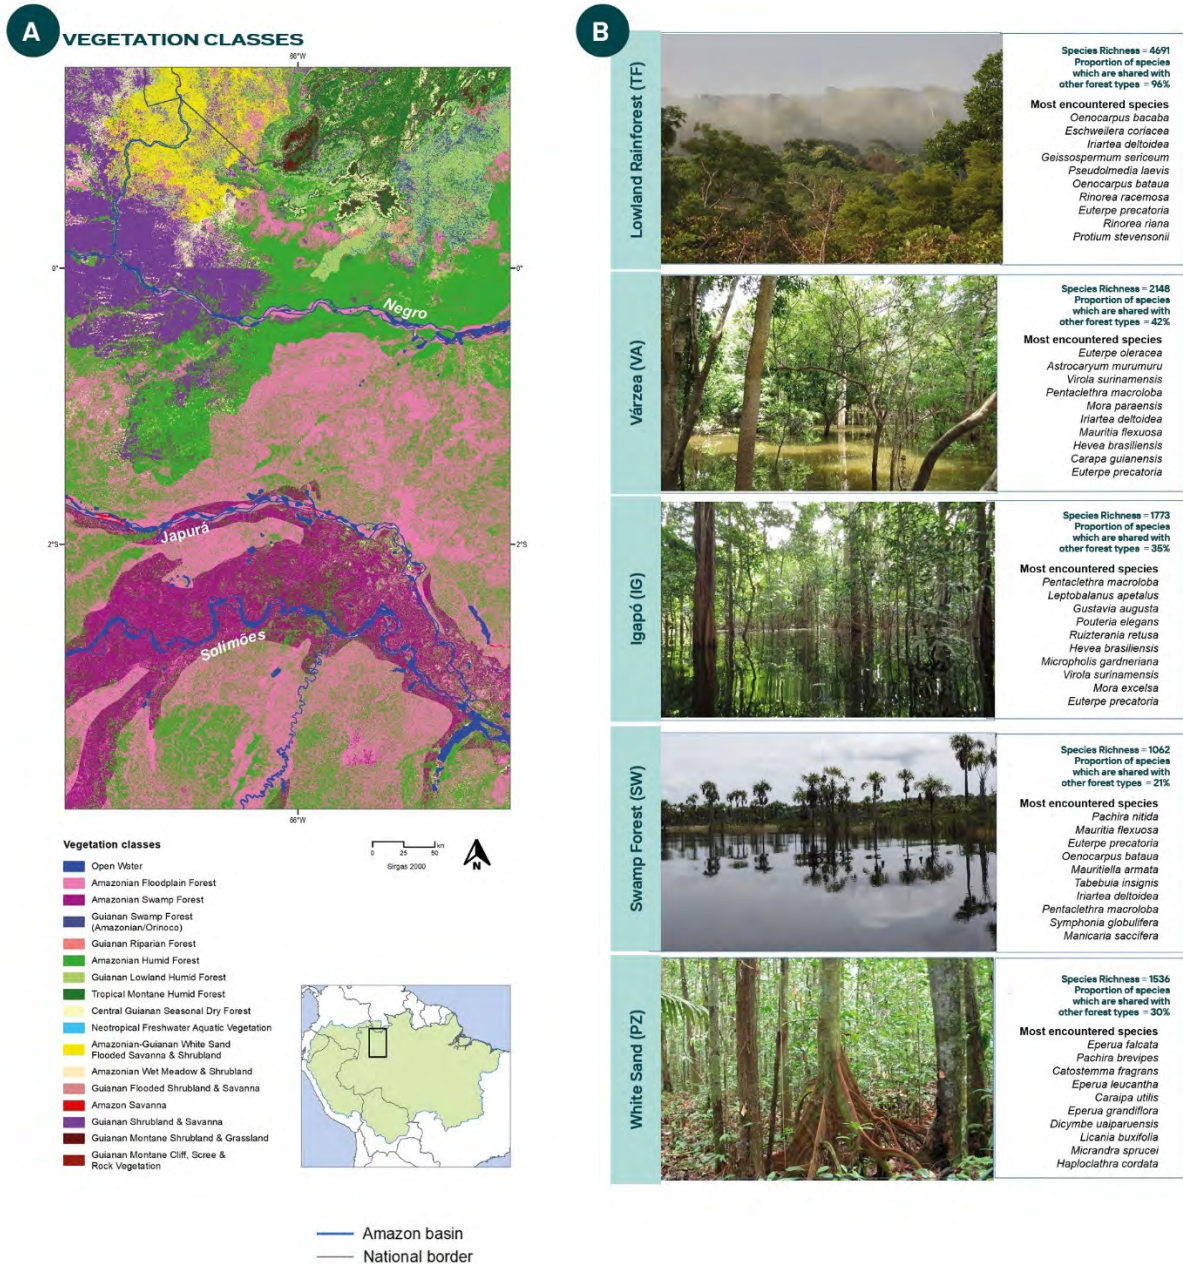 A
VEGETATION CLASSES
66°W
0°
0°
Negro
2°S
2°S
Japurá
Solimões
66°W
Vegetation classes
Open Water
Amazonian Floodplain Forest
Amazonian Swamp Forest
Guianan Swamp Forest
(Amazonian/Orinoco)
Guianan Riparian Forest
Amazonian Humid Forest
Guianan Lowland Humid Forest
Tropical Montane Humid Forest
Central Guianan Seasonal Dry Forest
Neotropical Freshwater Aquatic Vegetation
Amazonian-Guianan White Sand
Flooded Savanna & Shrubland
Amazonian Wet Meadow & Shrubland
Guianan Flooded Shrubland & Savanna
Amazon Savanna
Guianan Shrubland & Savanna
Guianan Montane Shrubland & Grassland
Guianan Montane Cliff, Scree &
Rock Vegetation
km
0 25 50
Sirgas 2000
N
Amazon basin
National border
B
Lowland Rainforest (TF)
Species Richness = 4691
Proportion of species
which are shared with
other forest types = 96%
Most encountered species
Oenocarpus bacaba
Eschweilera coriacea
Iriartea deltoidea
Geissospermum sericeum
Pseudolmedia laevis
Oenocarpus bataua
Rinorea racemosa
Euterpe precatoria
Rinorea riana
Protium stevensonii
Várzea (VA)
Species Richness = 2148
Proportion of species
which are shared with
other forest types = 42%
Most encountered species
Euterpe oleracea
Astrocaryum murumuru
Virola surinamensis
Pentaclethra macroloba
Mora paraensis
Iriartea deltoidea
Mauritia flexuosa
Hevea brasiliensis
Carapa guianensis
Euterpe precatoria
Igapó (IG)
Species Richness = 1773
Proportion of species
which are shared with
other forest types = 35%
Most encountered species
Pentaclethra macroloba
Leptobalanus apetalus
Gustavia augusta
Pouteria elegans
Ruizterania retusa
Hevea brasiliensis
Micropholis gardneriana
Virola surinamensis
Mora excelsa
Euterpe precatoria
Swamp Forest (SW)
Species Richness = 1062
Proportion of species
which are shared with
other forest types = 21%
Most encountered species
Pachira nitida
Mauritia flexuosa
Euterpe precatoria
Oenocarpus bataua
Mauritiella armata
Tabebuia insignis
Iriartea deltoidea
Pentaclethra macroloba
Symphonia globulifera
Manicaria saccifera
White Sand (PZ)
Species Richness = 1536
Proportion of species
which are shared with
other forest types = 30%
Most encountered species
Eperua falcata
Pachira brevipes
Catostemma fragrans
Eperua leucantha
Caraipa utilis
Eperua grandiflora
Dicymbe uaiparuensis
Licania buxifolia
Micrandra sprucei
Haploclathra cordata